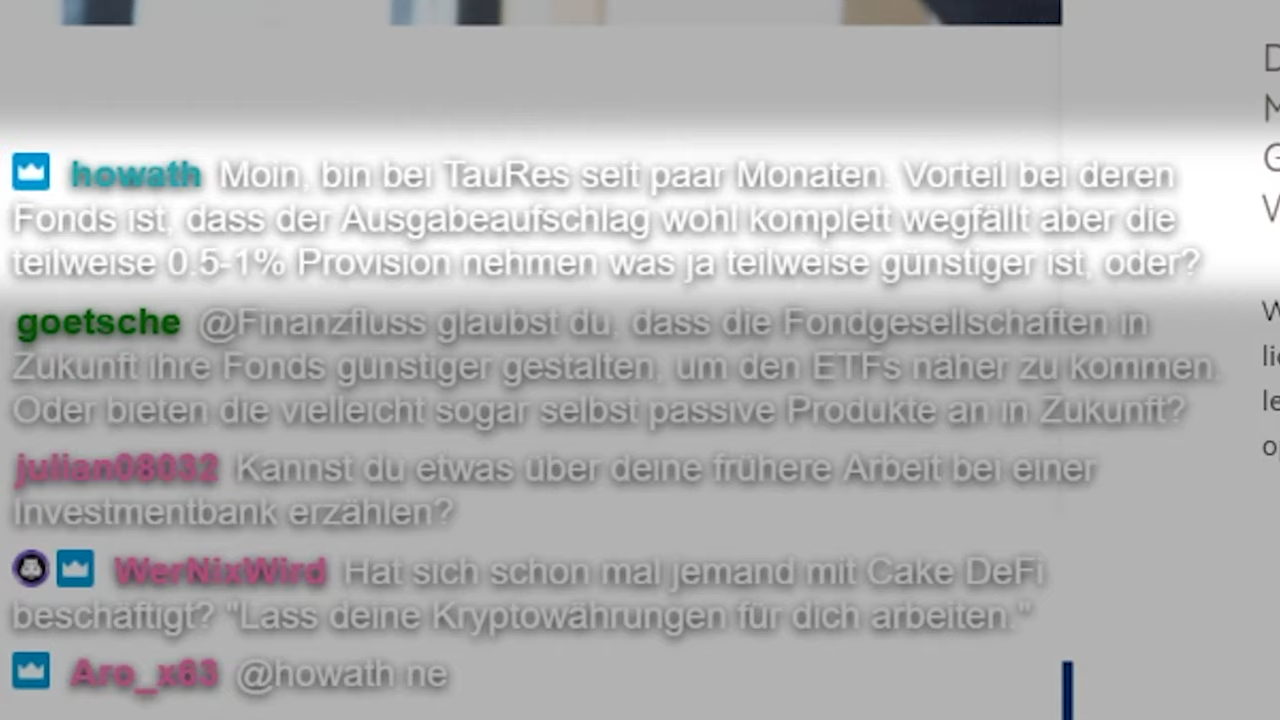 howath Moin, bin bei TauRes seit paar Monaten. Vorteil bei deren
Fonds ist, dass der Ausgabeaufschlag wohl komplett wegfällt aber die
teilweise 0.5-1% Provision nehmen was ja teilweise günstiger ist, oder?
goetsche @Finanzfluss glaubst du, dass die Fondgesellschaften in
Zukunft ihre Fonds günstiger gestalten, um den ETFs näher zu kommen.
Oder bieten die vielleicht sogar selbst passive Produkte an in Zukunft?
julian08032 Kannst du etwas über deine frühere Arbeit bei einer
Investmentbank erzählen?
WerNixWird Hat sich schon mal jemand mit Cake DeFi
beschäftigt? "Lass deine Kryptowährungen für dich arbeiten."
Aro_x63 @howath ne